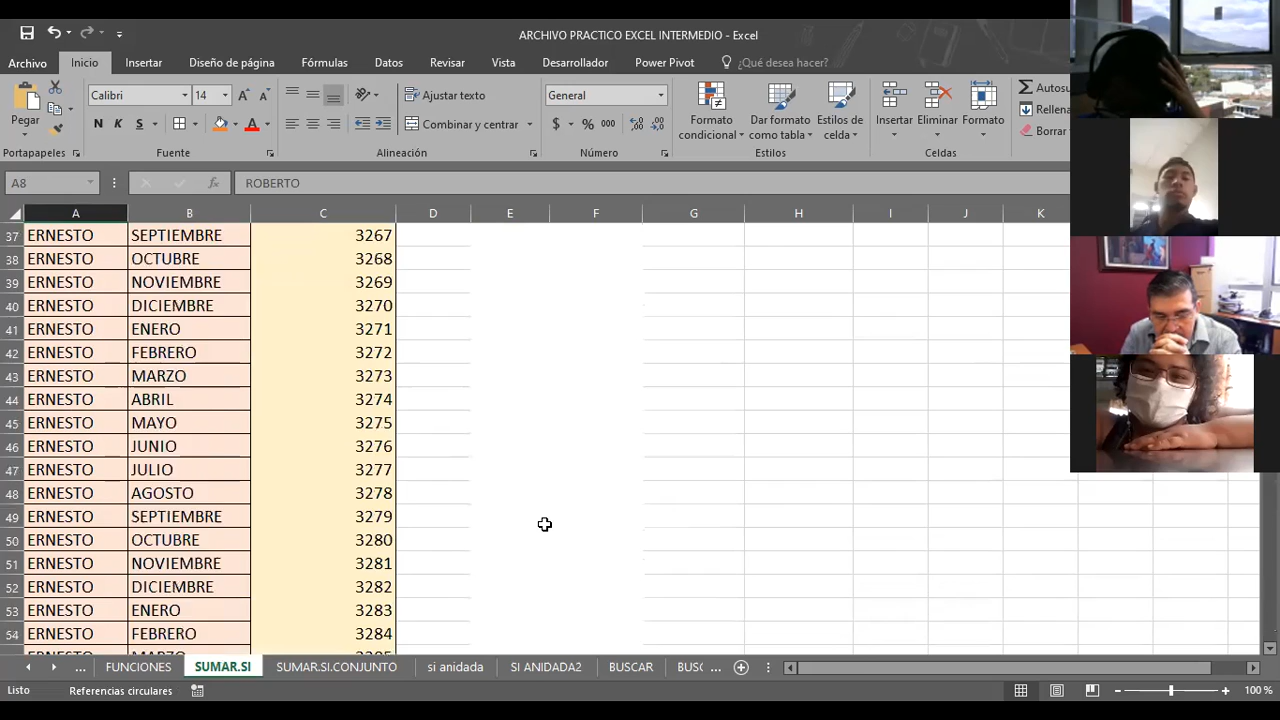 ARCHIVO PRACTICO EXCEL INTERMEDIO - Excel
Archivo Inicio Insertar Diseño de página Fórmulas Datos Revisar Vista Desarrollador Power Pivot ¿Qué desea hacer?
Pegar
Calibri 14 A A
N K S
Ajustar texto
Combinar y centrar
General
$ % 000
Formato condicional
Dar formato como tabla
Estilos de celda
Insertar Eliminar Formato
Autosu
Rellena
Borrar
Portapapeles Fuente Alineación Número Estilos Celdas
A8 fx ROBERTO
A B C D E F G H I J K
37 ERNESTO SEPTIEMBRE 3267
38 ERNESTO OCTUBRE 3268
39 ERNESTO NOVIEMBRE 3269
40 ERNESTO DICIEMBRE 3270
41 ERNESTO ENERO 3271
42 ERNESTO FEBRERO 3272
43 ERNESTO MARZO 3273
44 ERNESTO ABRIL 3274
45 ERNESTO MAYO 3275
46 ERNESTO JUNIO 3276
47 ERNESTO JULIO 3277
48 ERNESTO AGOSTO 3278
49 ERNESTO SEPTIEMBRE 3279
50 ERNESTO OCTUBRE 3280
51 ERNESTO NOVIEMBRE 3281
52 ERNESTO DICIEMBRE 3282
53 ERNESTO ENERO 3283
54 ERNESTO FEBRERO 3284
... FUNCIONES SUMAR.SI SUMAR.SI.CONJUNTO si anidada SI ANIDADA2 BUSCAR BUSC ...
Listo Referencias circulares 100 %